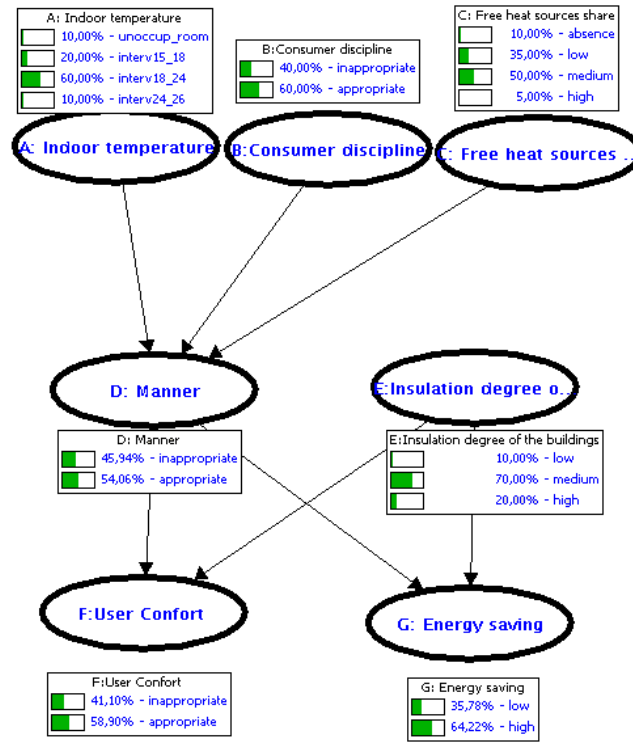 A: Indoor temperature
10,00% - unoccup_room
20,00% - interv15_18
60,00% - interv18_24
10,00% - interv24_26
B:Consumer discipline
40,00% - inappropriate
60,00% - appropriate
C: Free heat sources share
10,00% - absence
35,00% - low
50,00% - medium
5,00% - high
A: Indoor temperature
B:Consumer discipline
C: Free heat sources ...
D: Manner
E:Insulation degree o...
D: Manner
45,94% - inappropriate
54,06% - appropriate
E:Insulation degree of the buildings
10,00% - low
70,00% - medium
20,00% - high
F:User Confort
G: Energy saving
F:User Confort
41,10% - inappropriate
58,90% - appropriate
G: Energy saving
35,78% - low
64,22% - high